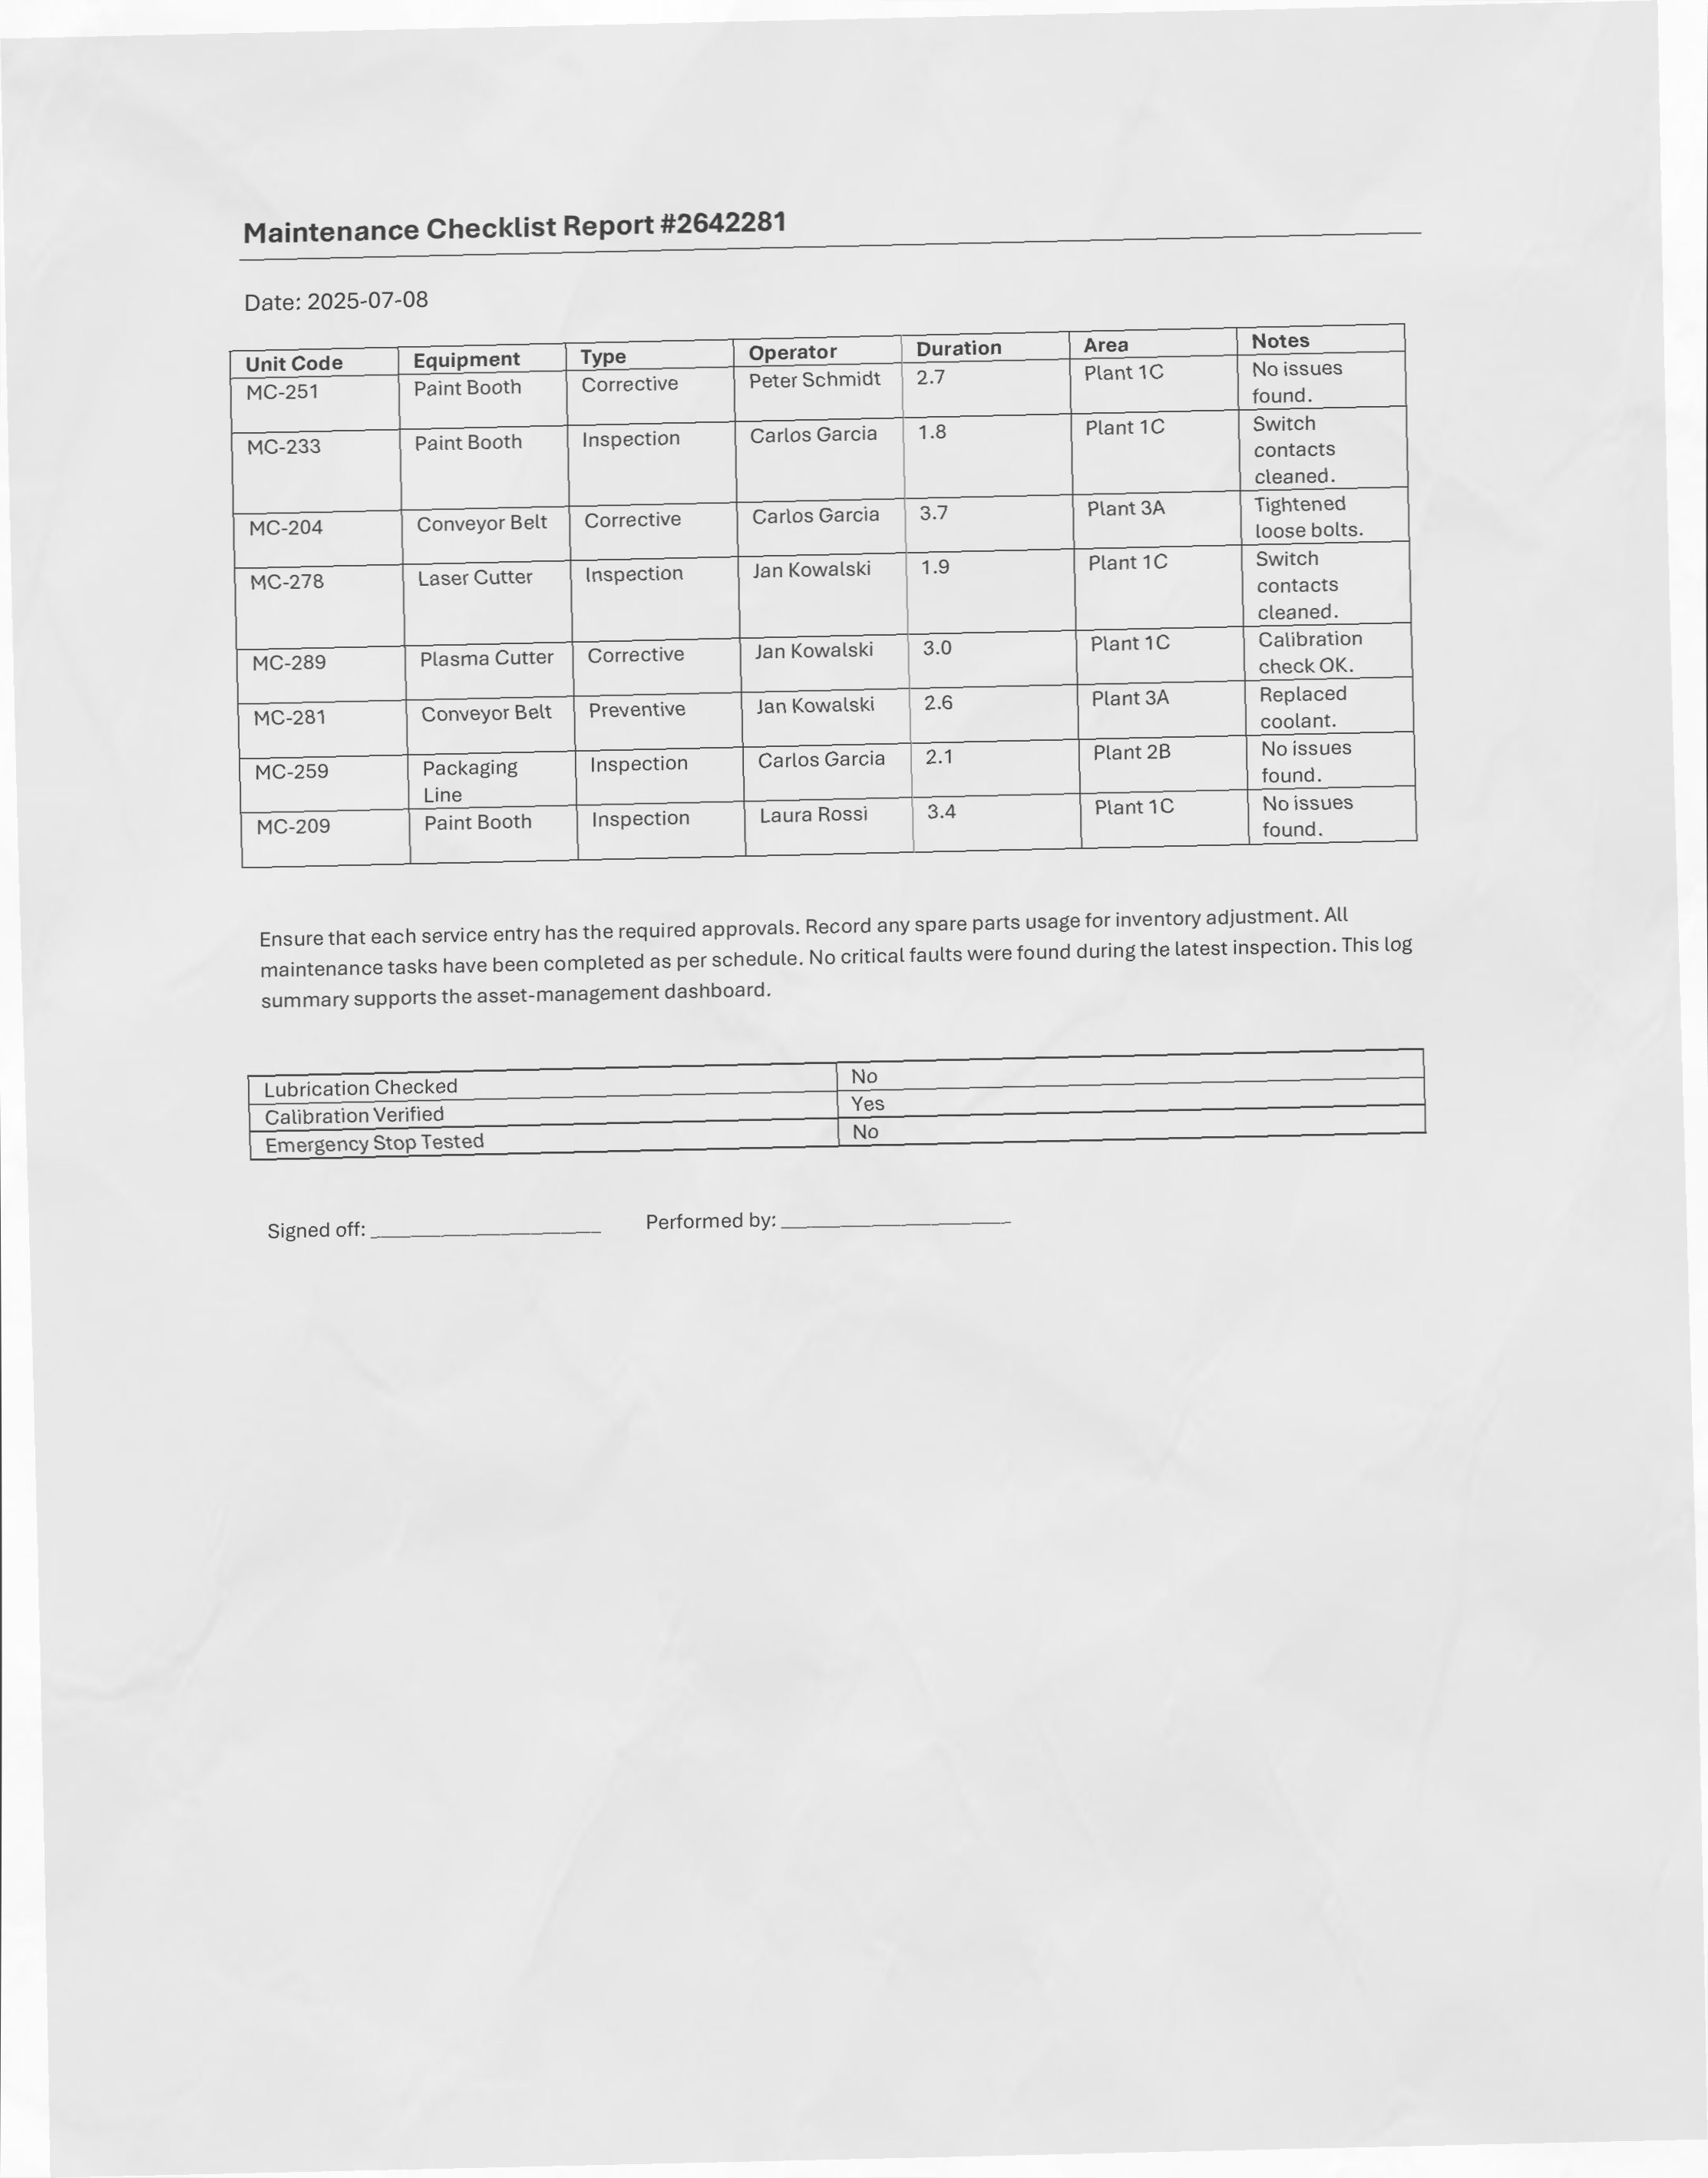 Maintenance Checklist Report #2642281
Date: 2025-07-08
Unit Code Equipment Type Operator Duration Area Notes
MC-251 Paint Booth Corrective Peter Schmidt 2.7 Plant 1C No issues
found.
MC-233 Paint Booth Inspection Carlos Garcia 1.8 Plant 1C Switch
contacts
cleaned.
MC-204 Conveyor Belt Corrective Carlos Garcia 3.7 Plant 3A Tightened
loose bolts.
MC-278 Laser Cutter Inspection Jan Kowalski 1.9 Plant 1C Switch
contacts
cleaned.
MC-289 Plasma Cutter Corrective Jan Kowalski 3.0 Plant 1C Calibration
check OK.
MC-281 Conveyor Belt Preventive Jan Kowalski 2.6 Plant 3A Replaced
coolant.
MC-259 Packaging Inspection Carlos Garcia 2.1 Plant 2B No issues
Line found.
MC-209 Paint Booth Inspection Laura Rossi 3.4 Plant 1C No issues
found.
Ensure that each service entry has the required approvals. Record any spare parts usage for inventory adjustment. All
maintenance tasks have been completed as per schedule. No critical faults were found during the latest inspection. This log
summary supports the asset-management dashboard.
Lubrication Checked No
Calibration Verified Yes
Emergency Stop Tested No
Signed off: ____________________ Performed by: ____________________